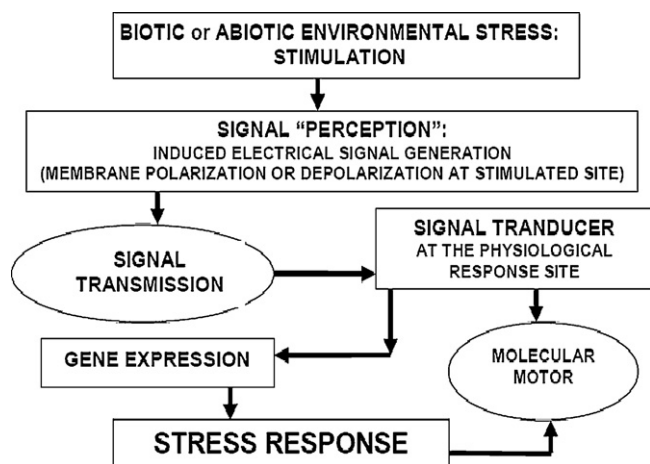 BIOTIC or ABIOTIC ENVIRONMENTAL STRESS:
STIMULATION
SIGNAL “PERCEPTION”:
INDUCED ELECTRICAL SIGNAL GENERATION
(MEMBRANE POLARIZATION OR DEPOLARIZATION AT STIMULATED SITE)
SIGNAL
TRANSMISSION
SIGNAL TRANDUCER
AT THE PHYSIOLOGICAL
RESPONSE SITE
GENE EXPRESSION
MOLECULAR
MOTOR
STRESS RESPONSE